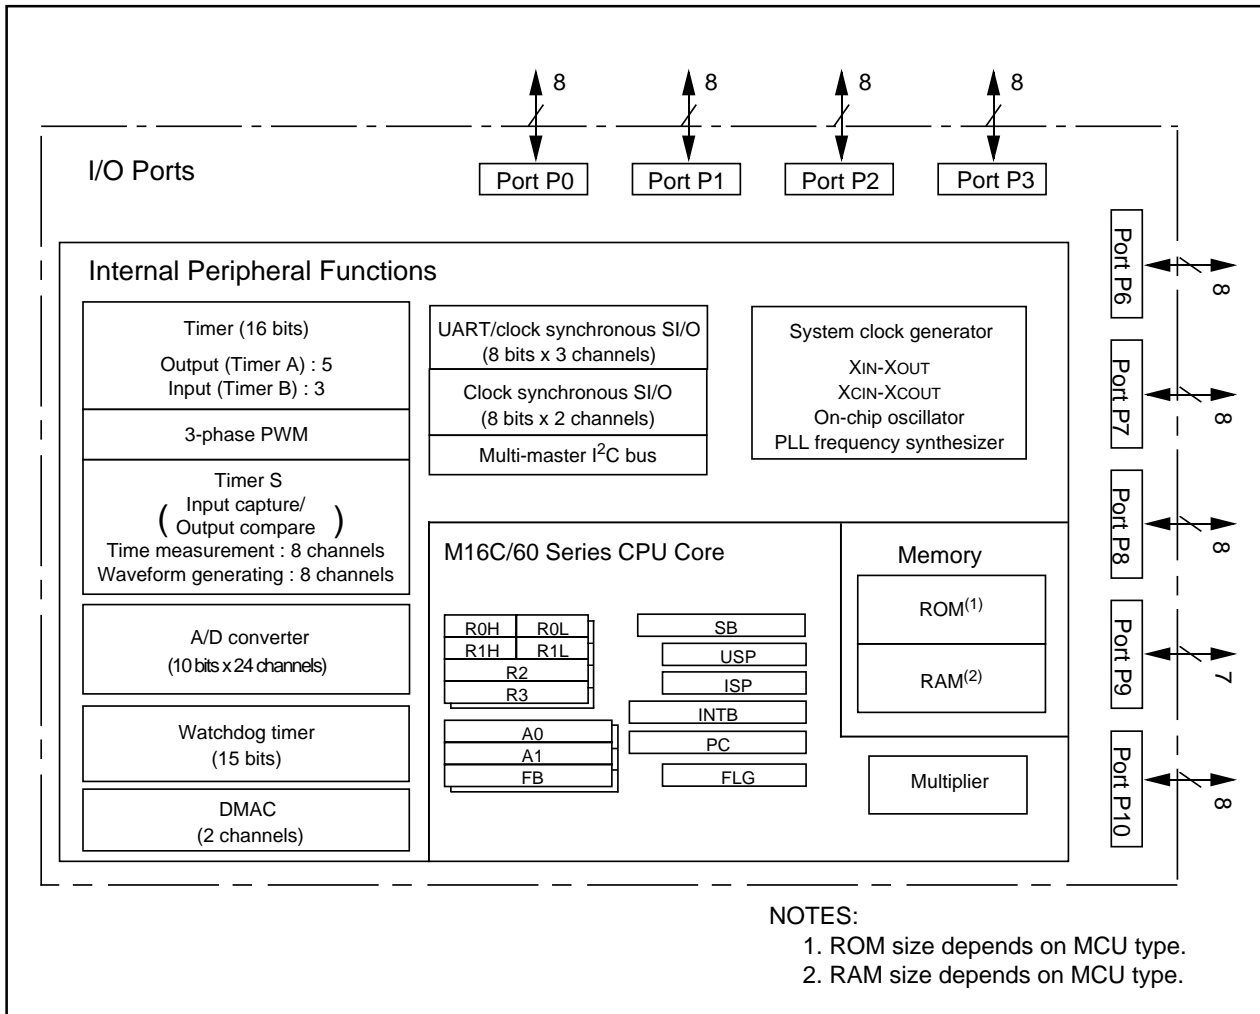 8
8
8
8
I/O Ports
Port P0
Port P1
Port P2
Port P3
Port P6
8
Port P7
8
Port P8
8
Port P9
7
Port P10
8
Internal Peripheral Functions
Timer (16 bits)
Output (Timer A) : 5
Input (Timer B) : 3
3-phase PWM
Timer S
( Input capture/
Output compare )
Time measurement : 8 channels
Waveform generating : 8 channels
A/D converter
(10 bits x 24 channels)
Watchdog timer
(15 bits)
DMAC
(2 channels)
UART/clock synchronous SI/O
(8 bits x 3 channels)
Clock synchronous SI/O
(8 bits x 2 channels)
Multi-master I²C bus
System clock generator
XIN-XOUT
XCIN-XCOUT
On-chip oscillator
PLL frequency synthesizer
M16C/60 Series CPU Core
R0H
R0L
R1H
R1L
R2
R3
A0
A1
FB
SB
USP
ISP
INTB
PC
FLG
Memory
ROM(1)
RAM(2)
Multiplier
NOTES:
1. ROM size depends on MCU type.
2. RAM size depends on MCU type.